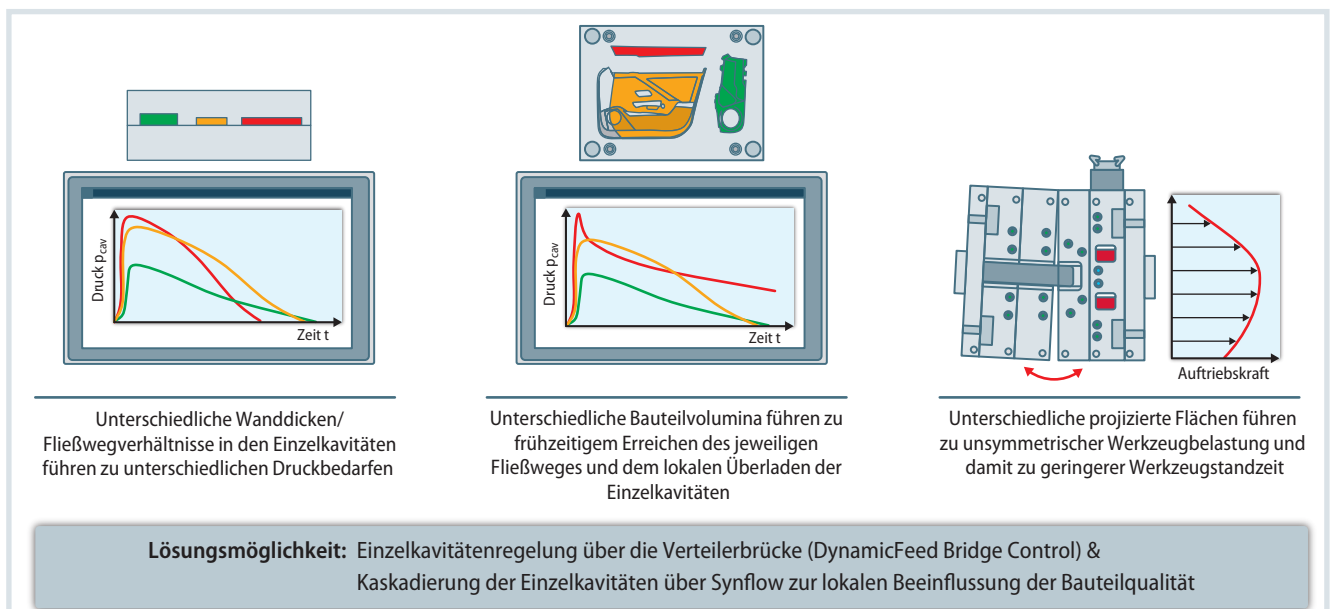 Druck p_cav
Zeit t
Unterschiedliche Wanddicken/
Fließwegverhältnisse in den Einzelkavitäten
führen zu unterschiedlichen Druckbedarfen
Druck p_cav
Zeit t
Unterschiedliche Bauteilvolumina führen zu
frühzeitigem Erreichen des jeweiligen
Fließweges und dem lokalen Überladen der
Einzelkavitäten
Auftriebskraft
Unterschiedliche projizierte Flächen führen
zu unsymmetrischer Werkzeugbelastung und
damit zu geringerer Werkzeugstandzeit
Lösungsmöglichkeit: Einzelkavitätenregelung über die Verteilerbrücke (DynamicFeed Bridge Control) &
Kaskadierung der Einzelkavitäten über Synflow zur lokalen Beeinflussung der Bauteilqualität